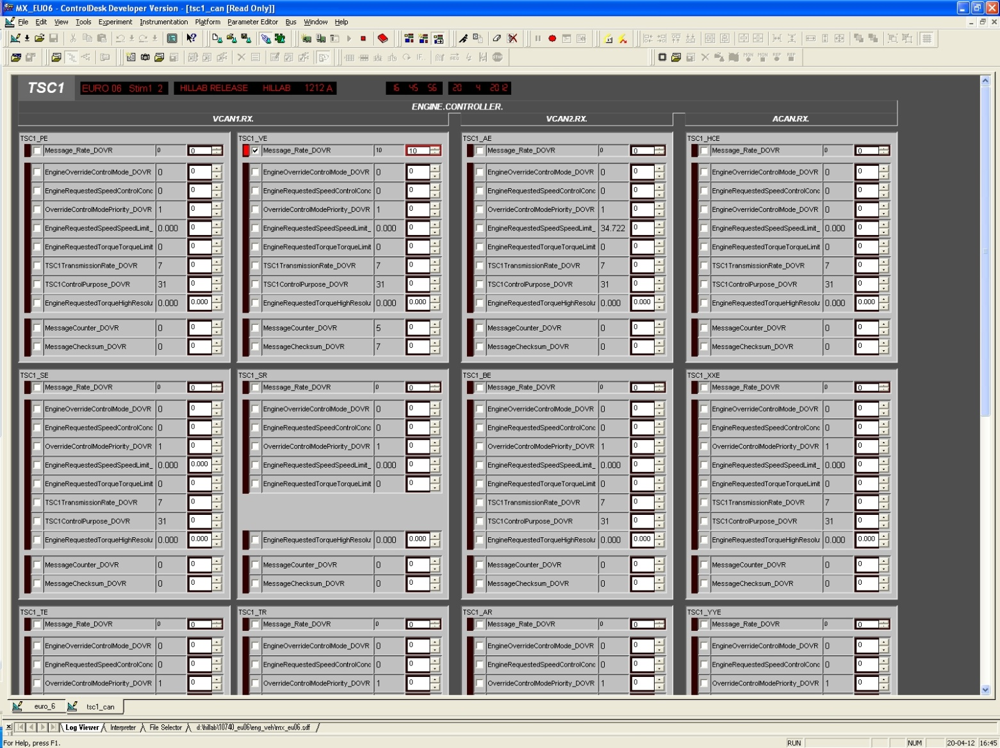 MX_EU06 - ControlDesk Developer Version - [tsc1_can [Read Only]]
File Edit View Tools Experiment Instrumentation Platform Parameter Editor Bus Window Help
TSC1 EURO 06 Stim1 2 HILLAB RELEASE HILLAB 1212 A 16 45 56 20 4 2012
ENGINE.CONTROLLER.
VCAN1.RX. VCAN2.RX. ACAN.RX.
TSC1_PE TSC1_VE TSC1_AE TSC1_HCE
Message_Rate_DOVR 0 0 Message_Rate_DOVR 10 10 Message_Rate_DOVR 0 0 Message_Rate_DOVR 0 0
EngineOverrideControlMode_DOVR 0 0 EngineOverrideControlMode_DOVR 0 0 EngineOverrideControlMode_DOVR 0 0 EngineOverrideControlMode_DOVR 0 0
EngineRequestedSpeedControlConc 0 0 EngineRequestedSpeedControlConc 0 0 EngineRequestedSpeedControlConc 0 0 EngineRequestedSpeedControlConc 0 0
OverrideControlModePriority_DOVR 1 0 OverrideControlModePriority_DOVR 1 0 OverrideControlModePriority_DOVR 1 0 EngineOverrideControlMode_DOVR 0 0
EngineRequestedSpeedSpeedLimit_ 0.000 0 EngineRequestedSpeedSpeedLimit_ 0.000 0 EngineRequestedSpeedSpeedLimit_ 34.722 0 EngineRequestedSpeedSpeedLimit_ 0.000 0
EngineRequestedTorqueTorqueLimit 0 0 EngineRequestedTorqueTorqueLimit 0 0 EngineRequestedTorqueTorqueLimit 0 0 EngineRequestedTorqueTorqueLimit 0 0
TSC1TransmissionRate_DOVR 7 0 TSC1TransmissionRate_DOVR 7 0 TSC1TransmissionRate_DOVR 7 0 TSC1TransmissionRate_DOVR 7 0
TSC1ControlPurpose_DOVR 31 0 TSC1ControlPurpose_DOVR 31 0 TSC1ControlPurpose_DOVR 31 0 TSC1ControlPurpose_DOVR 31 0
EngineRequestedTorqueHighResolu 0.000 0.000 EngineRequestedTorqueHighResolu 0.000 0.000 EngineRequestedTorqueHighResolu 0.000 0.000 EngineRequestedTorqueHighResolu 0.000 0.000
MessageCounter_DOVR 0 0 MessageCounter_DOVR 5 0 MessageCounter_DOVR 0 0 MessageCounter_DOVR 0 0
MessageChecksum_DOVR 0 0 MessageChecksum_DOVR 7 0 MessageChecksum_DOVR 0 0 MessageChecksum_DOVR 0 0
TSC1_SE TSC1_SR TSC1_BE TSC1_XXE
Message_Rate_DOVR 0 0 Message_Rate_DOVR 0 0 Message_Rate_DOVR 0 0 Message_Rate_DOVR 0 0
EngineOverrideControlMode_DOVR 0 0 EngineOverrideControlMode_DOVR 0 0 EngineOverrideControlMode_DOVR 0 0 EngineOverrideControlMode_DOVR 0 0
EngineRequestedSpeedControlConc 0 0 EngineRequestedSpeedControlConc 0 0 EngineRequestedSpeedControlConc 0 0 EngineRequestedSpeedControlConc 0 0
OverrideControlModePriority_DOVR 1 0 OverrideControlModePriority_DOVR 1 0 OverrideControlModePriority_DOVR 1 0 OverrideControlModePriority_DOVR 1 0
EngineRequestedSpeedSpeedLimit_ 0.000 0.000 EngineRequestedSpeedSpeedLimit_ 0.000 0 EngineRequestedSpeedSpeedLimit_ 0.000 0 EngineRequestedSpeedSpeedLimit_ 0.000 0
EngineRequestedTorqueTorqueLimit 0 0 EngineRequestedTorqueTorqueLimit 0 0 EngineRequestedTorqueTorqueLimit 0 0 EngineRequestedTorqueTorqueLimit 0 0
TSC1TransmissionRate_DOVR 7 0 TSC1TransmissionRate_DOVR 7 0 TSC1TransmissionRate_DOVR 7 0
TSC1ControlPurpose_DOVR 31 0 TSC1ControlPurpose_DOVR 31 0 TSC1ControlPurpose_DOVR 31 0
EngineRequestedTorqueHighResolu 0.000 0.000 EngineRequestedTorqueHighResolu 0.000 0.000 EngineRequestedTorqueHighResolu 0.000 0.000 EngineRequestedTorqueHighResolu 0.000 0.000
MessageCounter_DOVR 0 0 MessageCounter_DOVR 0 0 MessageCounter_DOVR 0 0 MessageCounter_DOVR 0 0
MessageChecksum_DOVR 0 0 MessageChecksum_DOVR 0 0 MessageChecksum_DOVR 0 0 MessageChecksum_DOVR 0 0
TSC1_TE TSC1_TR TSC1_AR TSC1_YYE
Message_Rate_DOVR 0 0 Message_Rate_DOVR 0 0 Message_Rate_DOVR 0 0 Message_Rate_DOVR 0 0
EngineOverrideControlMode_DOVR 0 0 EngineOverrideControlMode_DOVR 0 0 EngineOverrideControlMode_DOVR 0 0 EngineOverrideControlMode_DOVR 0 0
EngineRequestedSpeedControlConc 0 0 EngineRequestedSpeedControlConc 0 0 EngineRequestedSpeedControlConc 0 0 EngineRequestedSpeedControlConc 0 0
OverrideControlModePriority_DOVR 1 0 OverrideControlModePriority_DOVR 1 0 OverrideControlModePriority_DOVR 1 0 OverrideControlModePriority_DOVR 1 0
euro_6 tsc1_can
Log Viewer Interpreter File Selector d:\hillab\10740_eu06\eng_veh\mx_eu06.sdf
For Help, press F1. RUN NUM 20-04-12 16:45